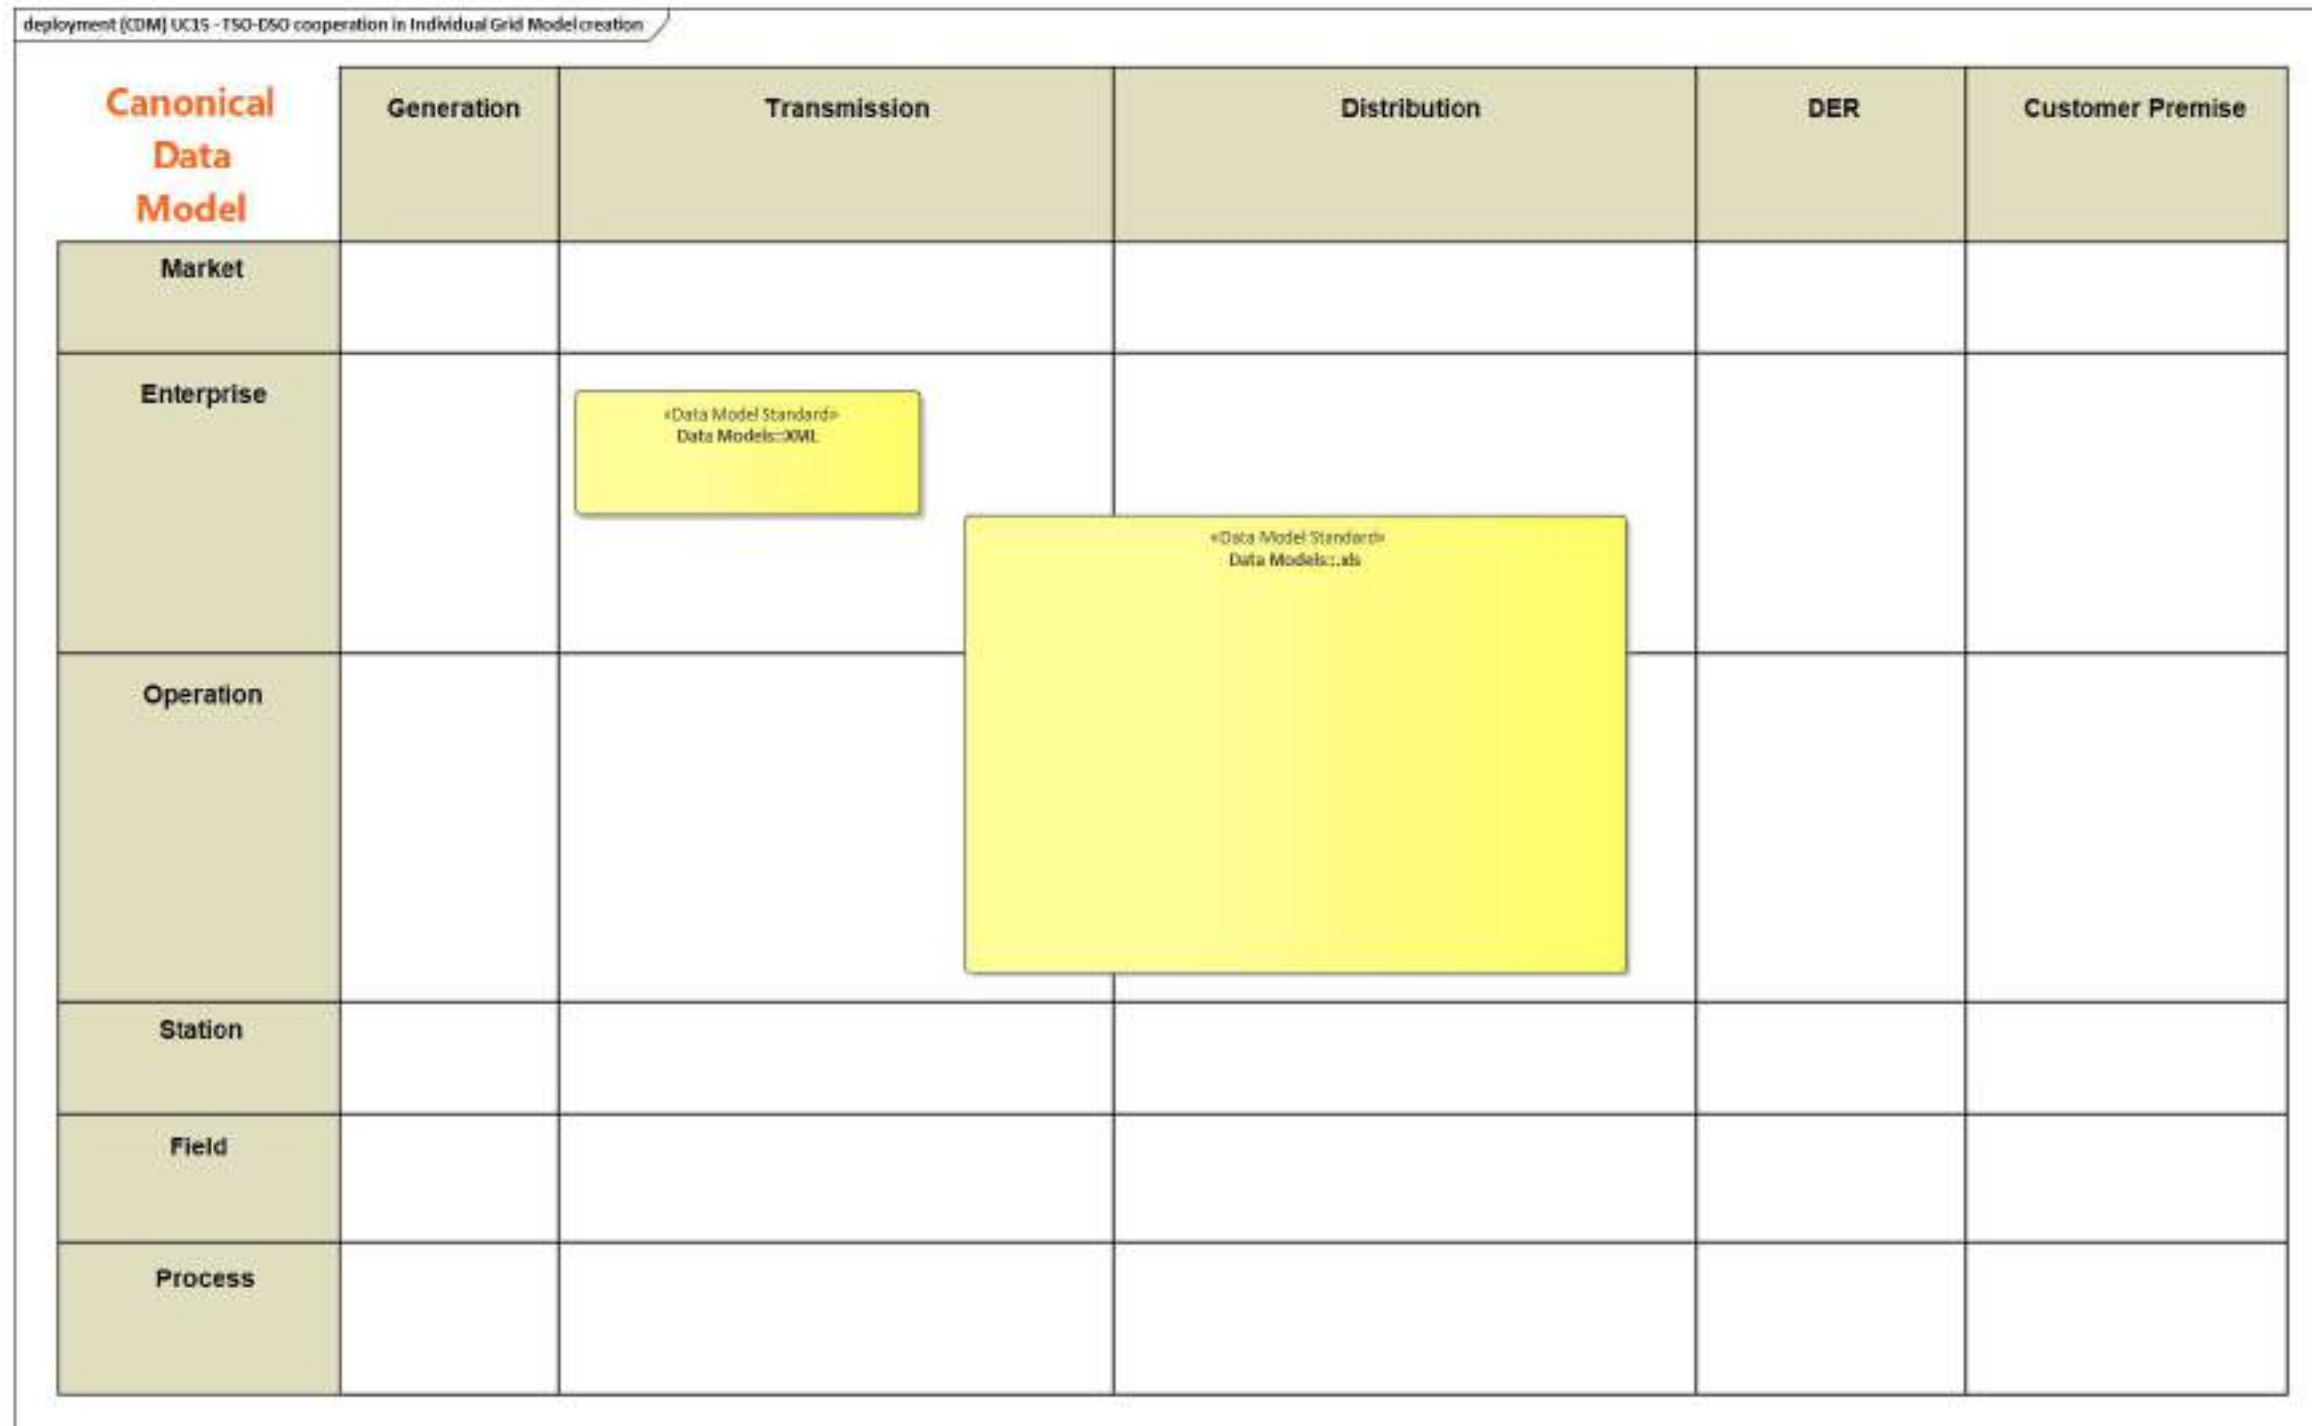 deployment (CDM) UC15 - TSO-DSO cooperation in Individual Grid Model creation
Canonical
Data
Model
Generation
Transmission
Distribution
DER
Customer Premise
Market
Enterprise
«Data Model Standard»
Data Models::XML
«Data Model Standard»
Data Models::.xls
Operation
Station
Field
Process